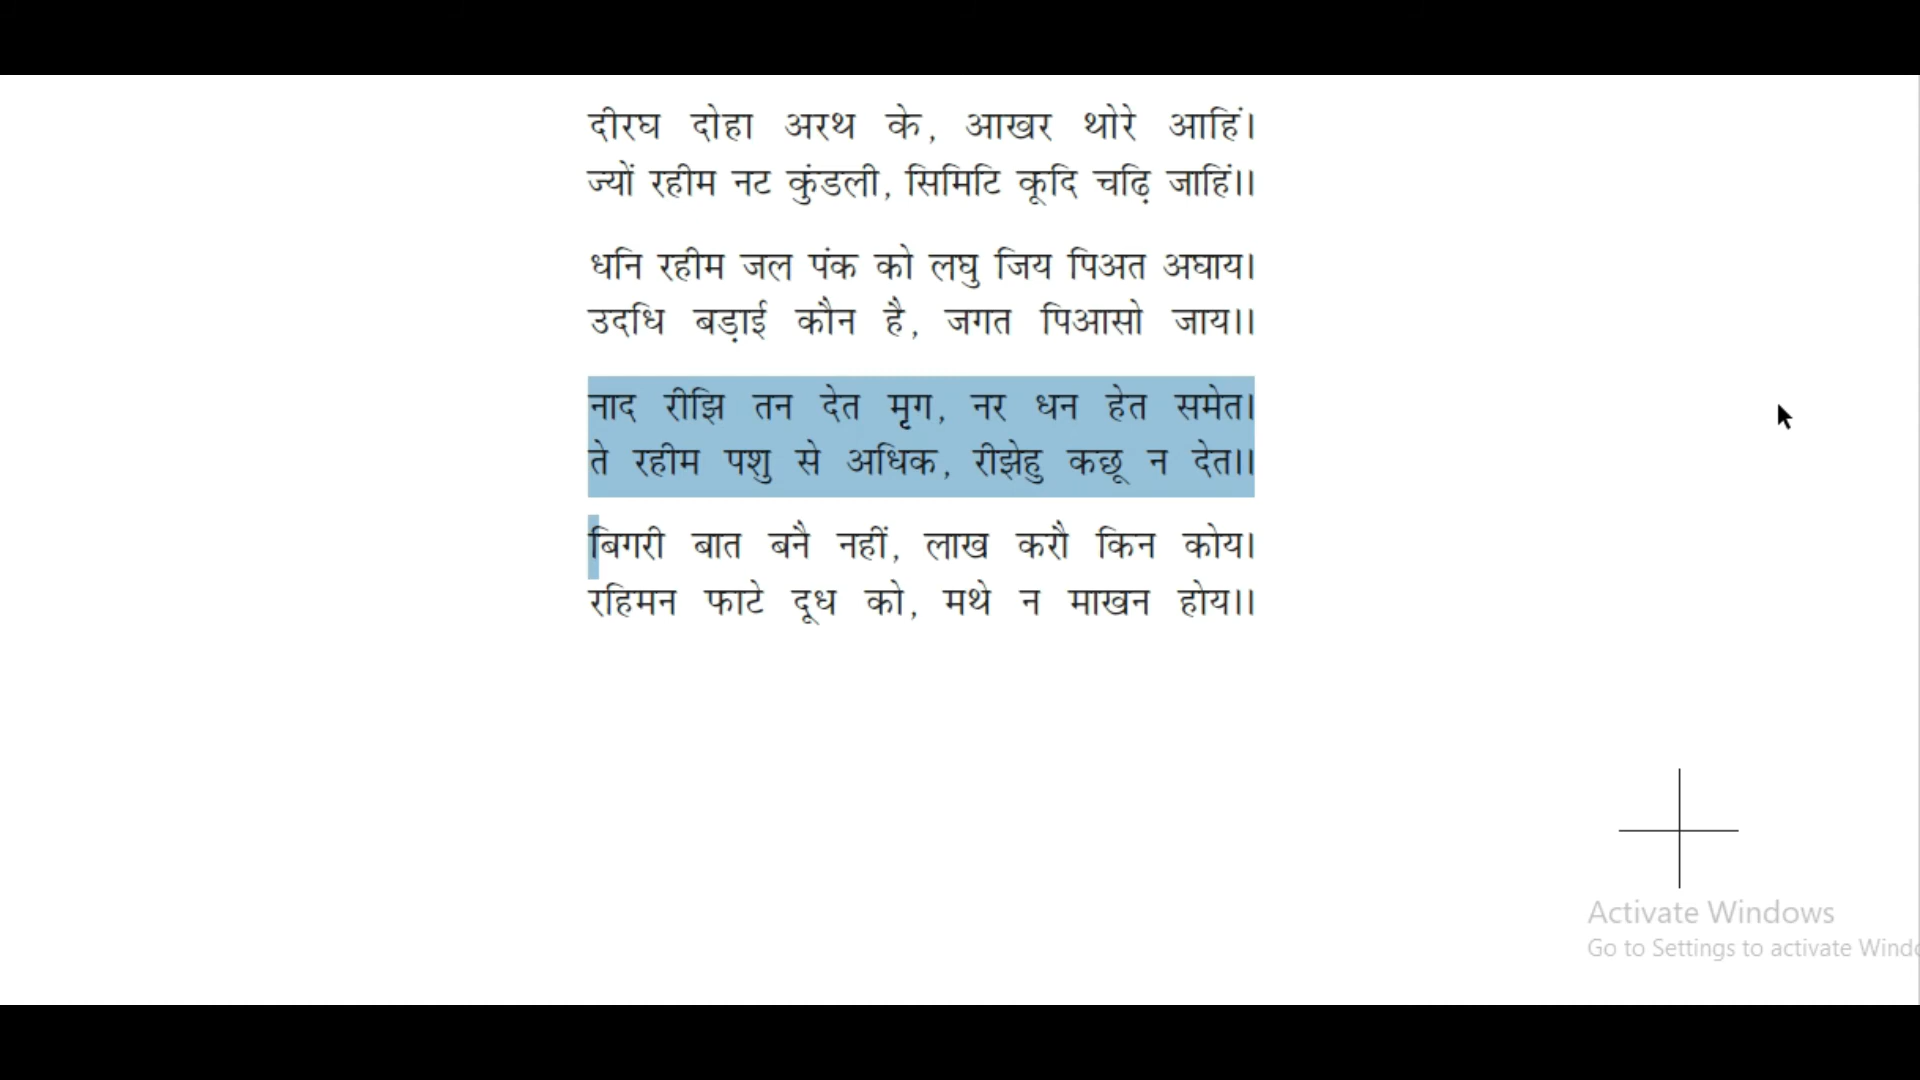 दीरघ दोहा अरथ के, आखर थोरे आहिं।
ज्यों रहीम नट कुंडली, सिमिटि कूदि चढ़ि जाहिं।।
धनि रहीम जल पंक को लघु जिय पिअत अघाय।
उदधि बड़ाई कौन है, जगत पिआसो जाय।।
नाद रीझि तन देत मृग, नर धन हेत समेत।
ते रहीम पशु से अधिक, रीझेहु कछू न देत।।
बिगरी बात बनै नहीं, लाख करौ किन कोय।
रहिमन फाटे दूध को, मथे न माखन होय।।
Activate Windows
Go to Settings to activate